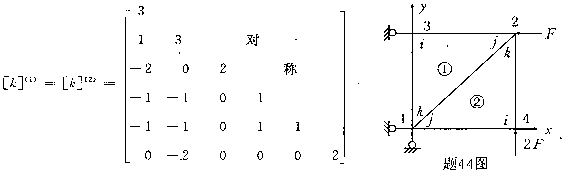 [k]⁽¹⁾ = [k]⁽²⁾ =
3
1 3 对
-2 0 2 称
-1 -1 0 1
-1 -1 0 1 1
0 -2 0 0 0 2
y
3 2
i j F
k
①
②
k
1 j i 4 x
2F
题44图